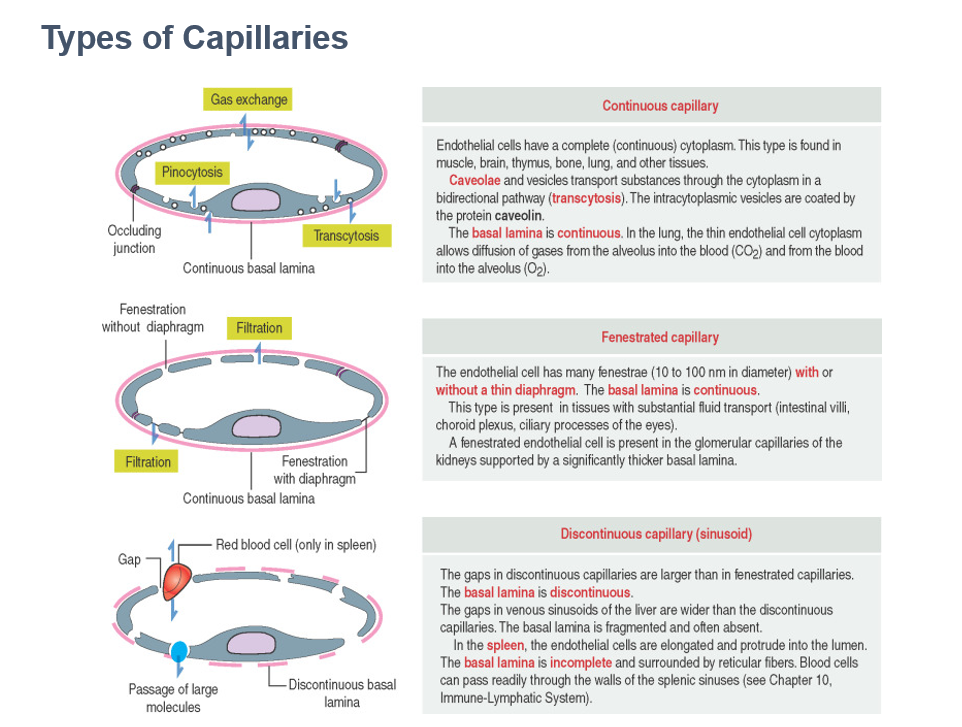 Types of Capillaries
Gas exchange
Pinocytosis
Occluding
junction
Transcytosis
Continuous basal lamina
Continuous capillary
Endothelial cells have a complete (continuous) cytoplasm. This type is found in
muscle, brain, thymus, bone, lung, and other tissues.
Caveolae and vesicles transport substances through the cytoplasm in a
bidirectional pathway (transcytosis). The intracytoplasmic vesicles are coated by
the protein caveolin.
The basal lamina is continuous. In the lung, the thin endothelial cell cytoplasm
allows diffusion of gases from the alveolus into the blood (CO2) and from the blood
into the alveolus (O2).
Fenestration
without diaphragm
Filtration
Filtration
Fenestration
with diaphragm
Continuous basal lamina
Fenestrated capillary
The endothelial cell has many fenestrae (10 to 100 nm in diameter) with or
without a thin diaphragm. The basal lamina is continuous.
This type is present in tissues with substantial fluid transport (intestinal villi,
choroid plexus, ciliary processes of the eyes).
A fenestrated endothelial cell is present in the glomerular capillaries of the
kidneys supported by a significantly thicker basal lamina.
Red blood cell (only in spleen)
Gap
Passage of large
molecules
Discontinuous basal
lamina
Discontinuous capillary (sinusoid)
The gaps in discontinuous capillaries are larger than in fenestrated capillaries.
The basal lamina is discontinuous.
The gaps in venous sinusoids of the liver are wider than the discontinuous
capillaries. The basal lamina is fragmented and often absent.
In the spleen, the endothelial cells are elongated and protrude into the lumen.
The basal lamina is incomplete and surrounded by reticular fibers. Blood cells
can pass readily through the walls of the splenic sinuses (see Chapter 10,
Immune-Lymphatic System).